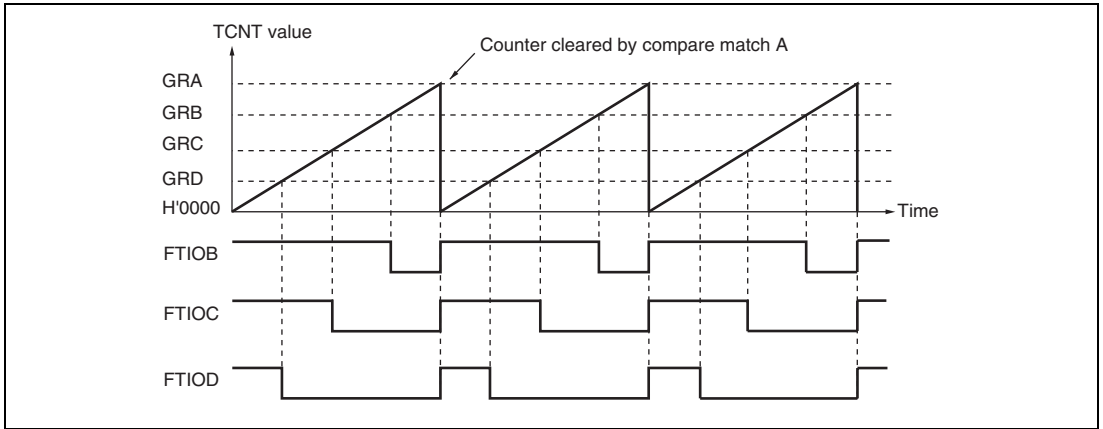 TCNT value
Counter cleared by compare match A
GRA
GRB
GRC
GRD
H'0000
Time
FTIOB
FTIOC
FTIOD